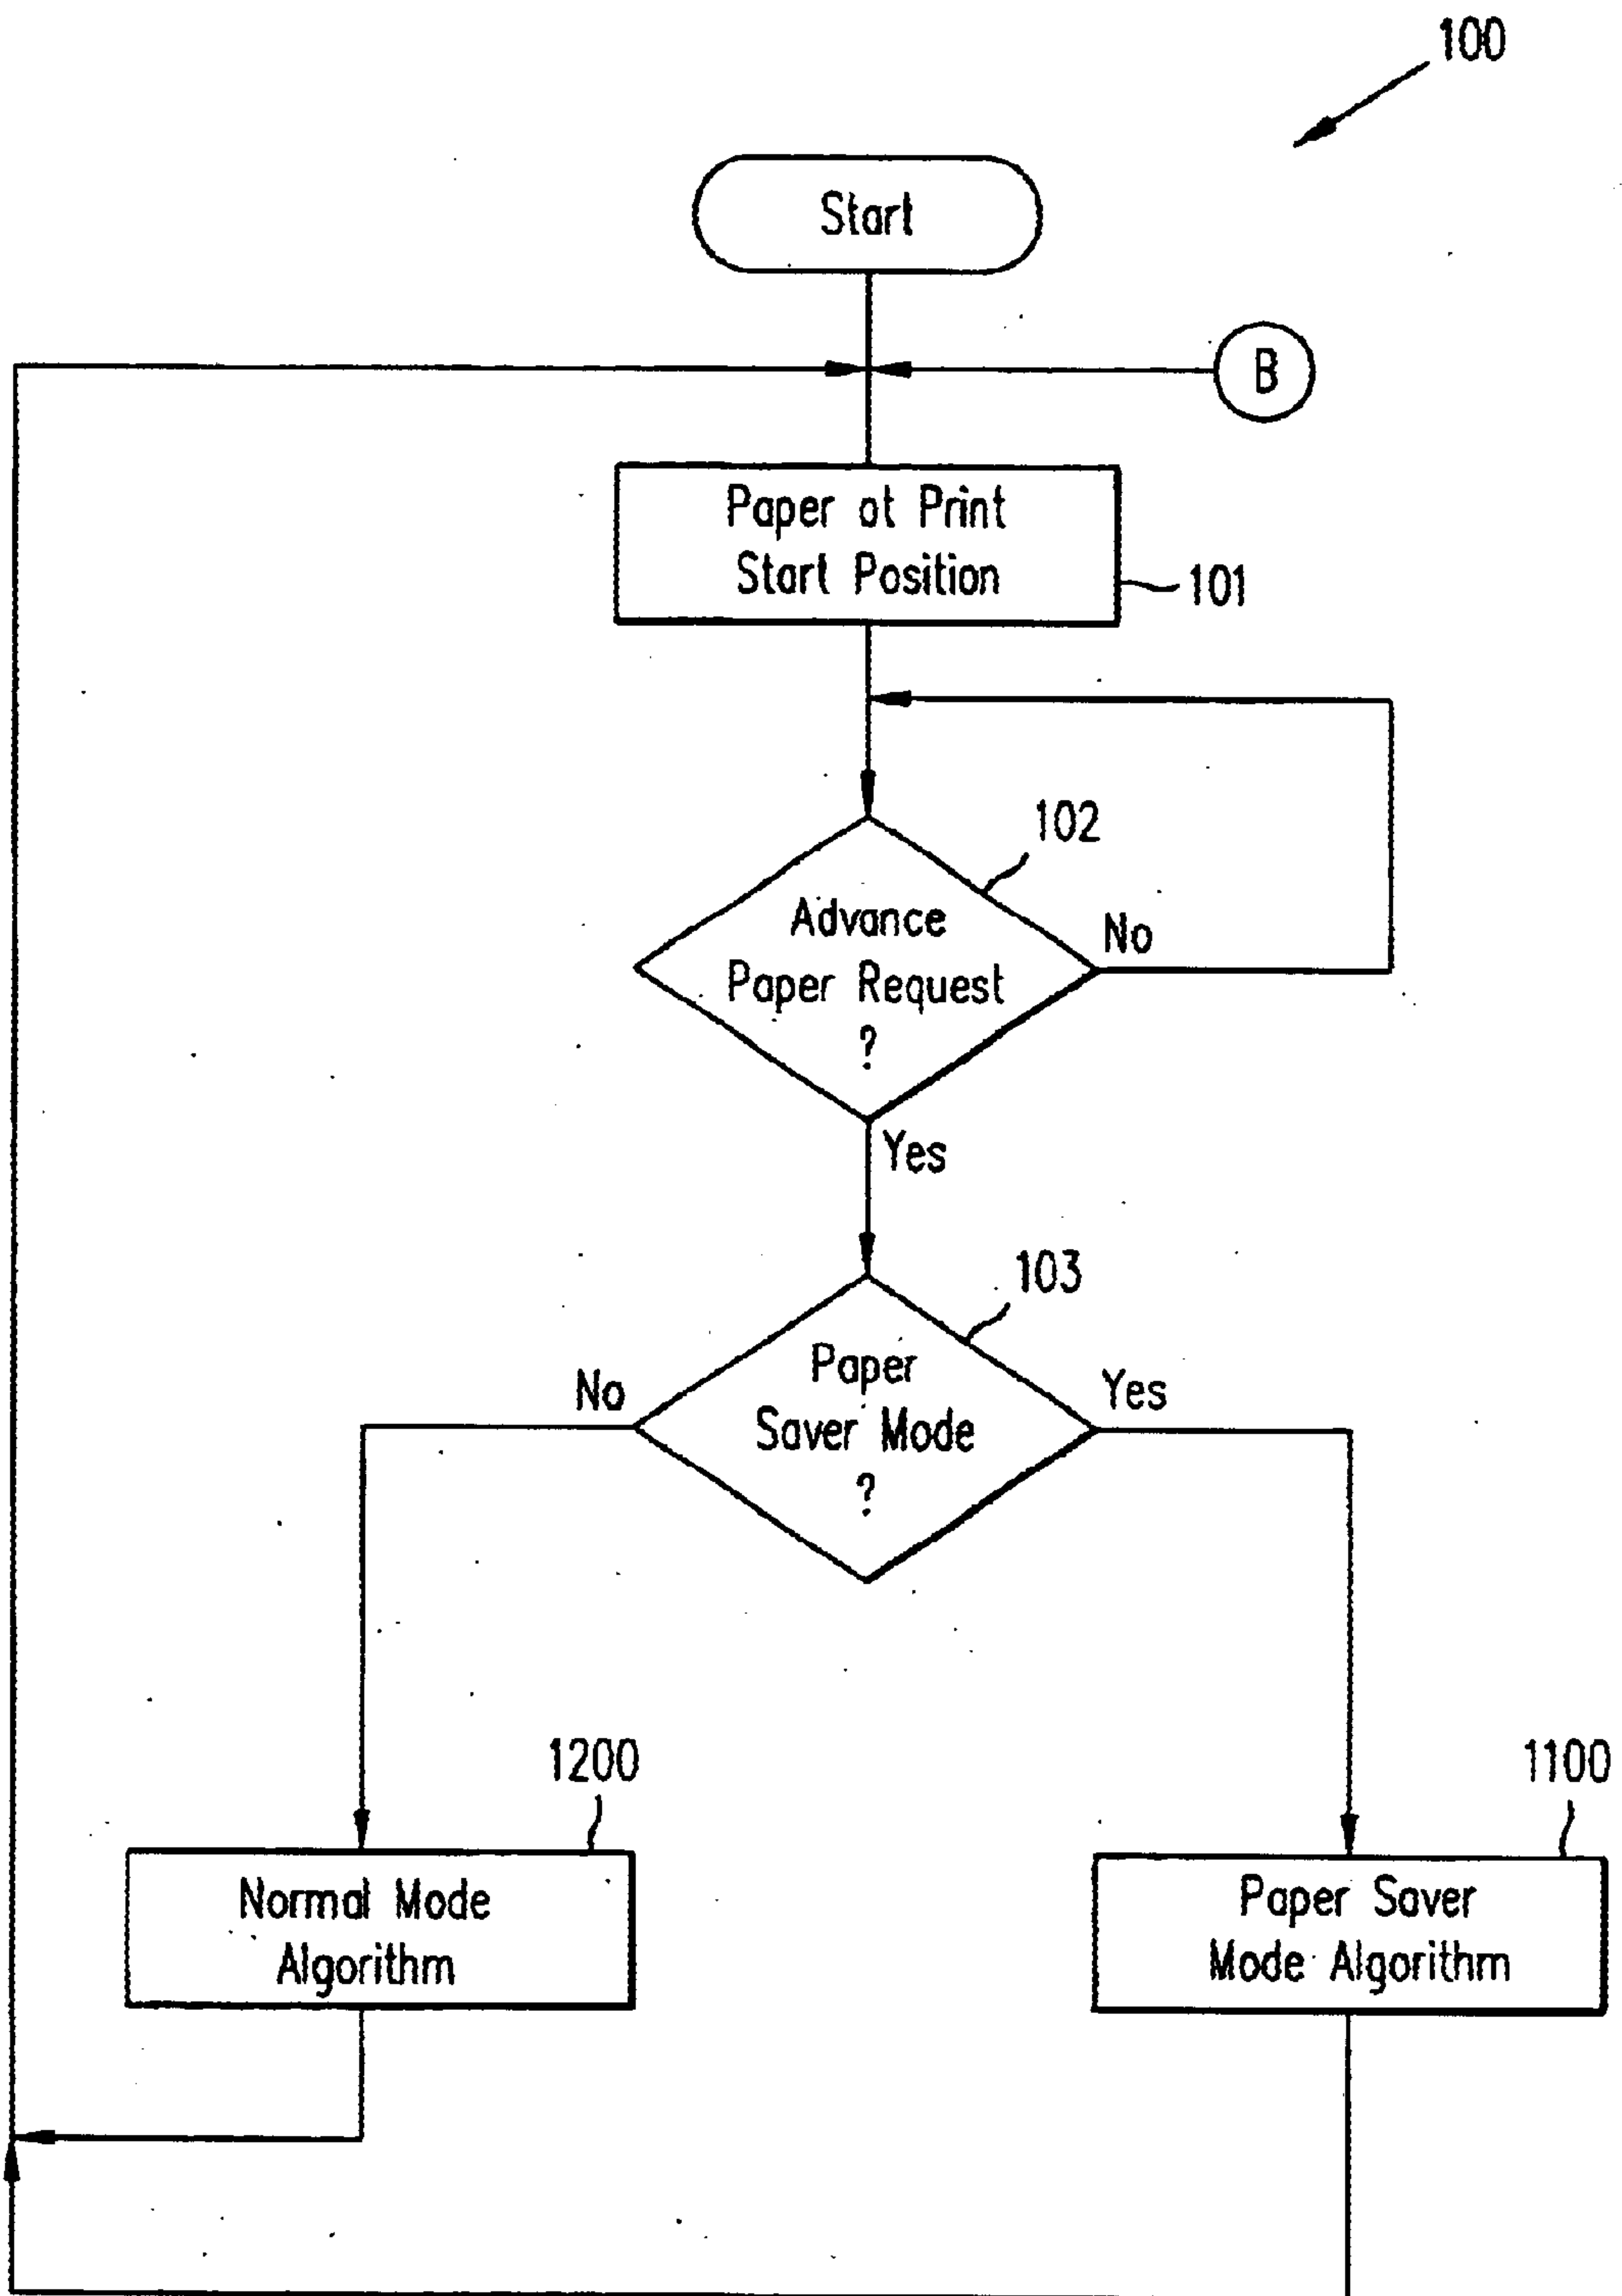 100
Start
B
Paper at Print
Start Position
101
102
Advance
Paper Request
?
No
Yes
103
Paper
Saver Mode
?
No
Yes
1200
1100
Normal Mode
Algorithm
Paper Saver
Mode Algorithm